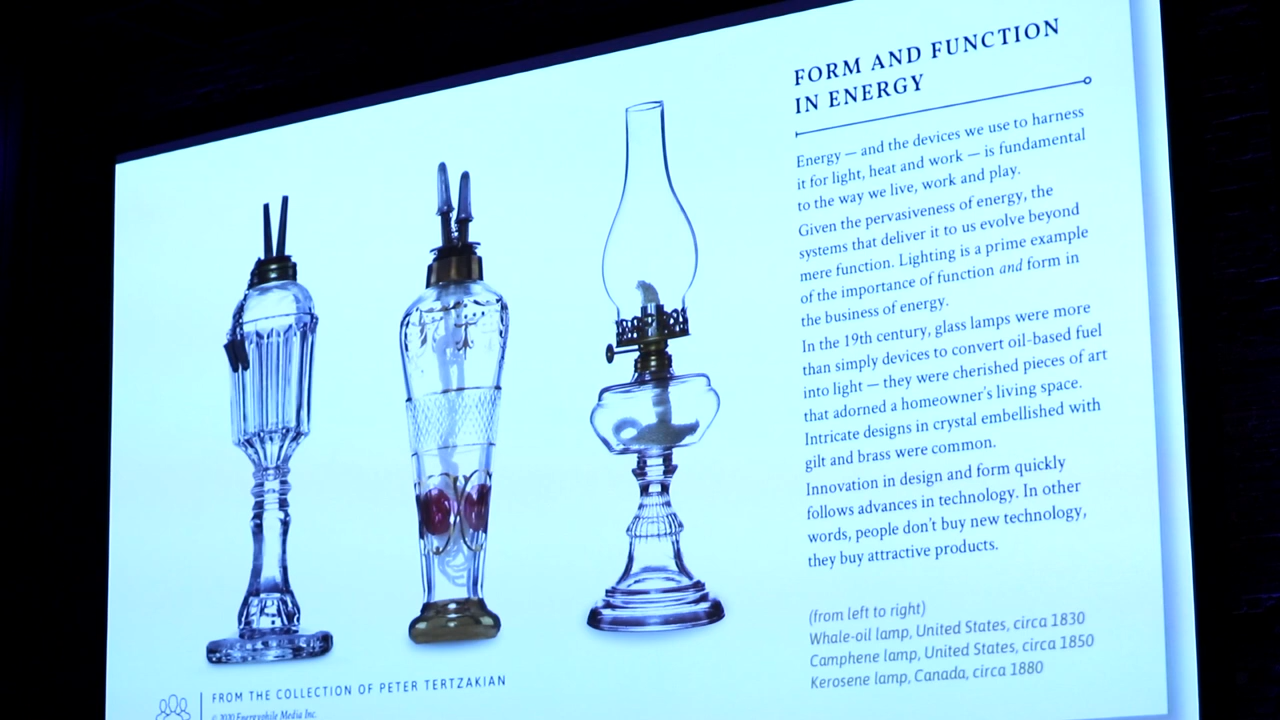 FORM AND FUNCTION
IN ENERGY
Energy — and the devices we use to harness
it for light, heat and work — is fundamental
to the way we live, work and play.
Given the pervasiveness of energy, the
systems that deliver it to us evolve beyond
mere function. Lighting is a prime example
of the importance of function and form in
the business of energy.
In the 19th century, glass lamps were more
than simply devices to convert oil-based fuel
into light — they were cherished pieces of art
that adorned a homeowner's living space.
Intricate designs in crystal embellished with
gilt and brass were common.
Innovation in design and form quickly
follows advances in technology. In other
words, people don't buy new technology,
they buy attractive products.
(from left to right)
Whale-oil lamp, United States, circa 1830
Camphene lamp, United States, circa 1850
Kerosene lamp, Canada, circa 1880
FROM THE COLLECTION OF PETER TERTZAKIAN
© 2020 Energyphile Media Inc.